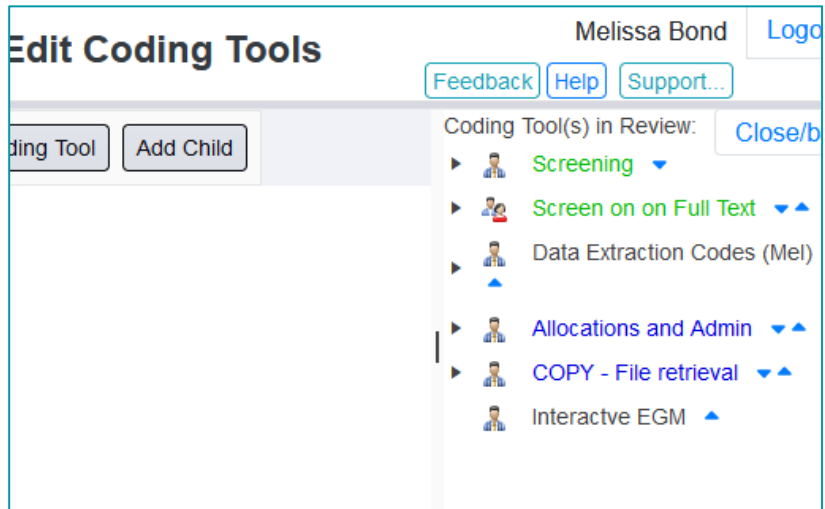 Edit Coding Tools
Melissa Bond Logo
Feedback Help Support...
ding Tool Add Child
Coding Tool(s) in Review: Close/b
Screening
Screen on on Full Text
Data Extraction Codes (Mel)
Allocations and Admin
COPY - File retrieval
Interactve EGM